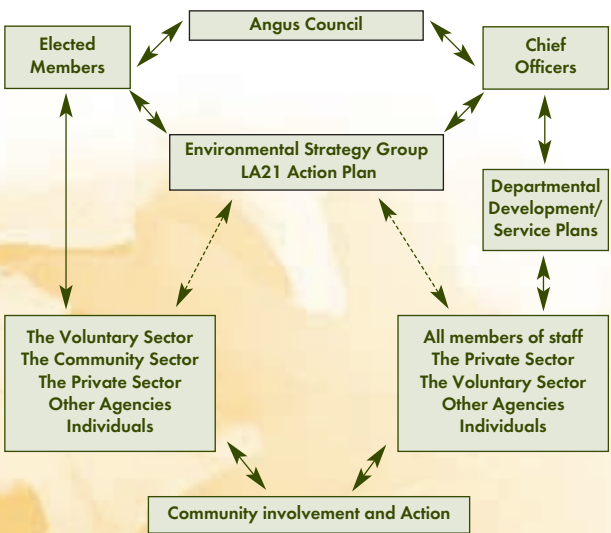 Angus Council
Elected
Members
Chief
Officers
Environmental Strategy Group
LA21 Action Plan
Departmental
Development/
Service Plans
The Voluntary Sector
The Community Sector
The Private Sector
Other Agencies
Individuals
All members of staff
The Private Sector
The Voluntary Sector
Other Agencies
Individuals
Community involvement and Action